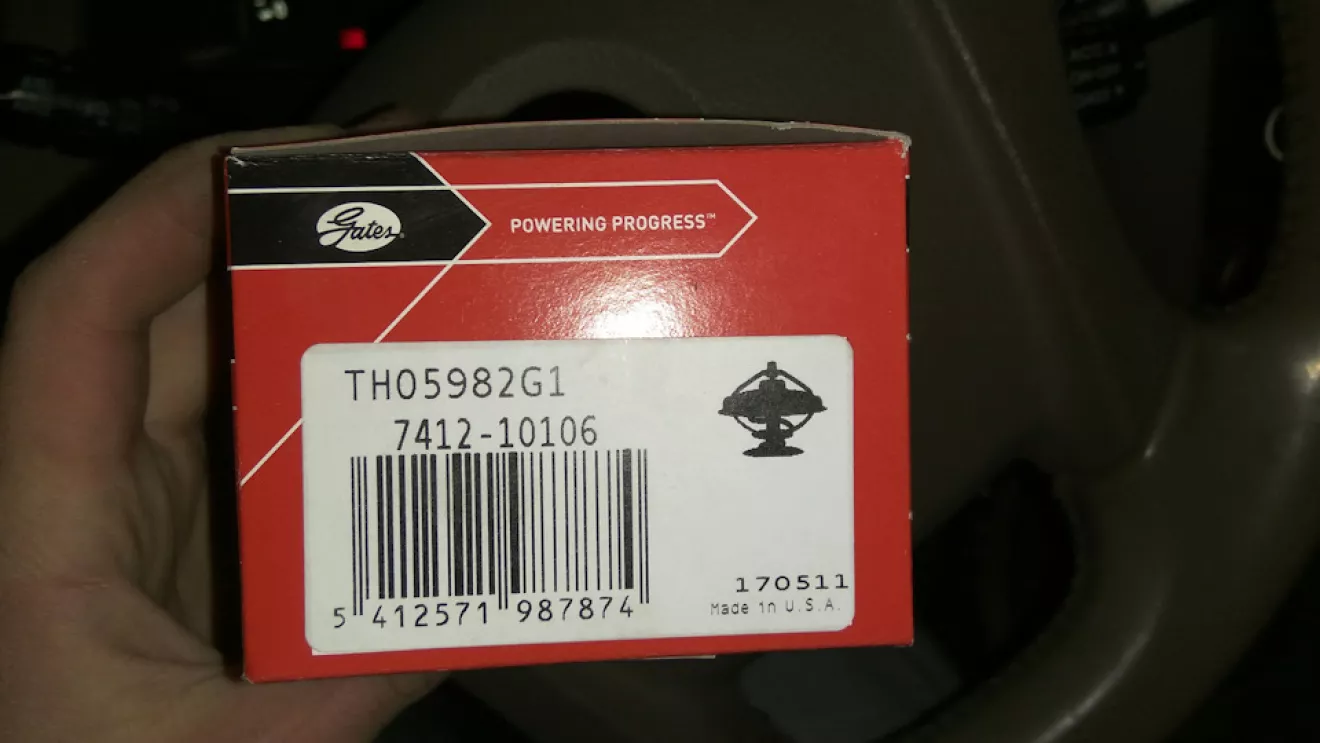 Gates
POWERING PROGRESS™
TH05982G1
7412-10106
5 412571 987874
170511
Made in U.S.A.